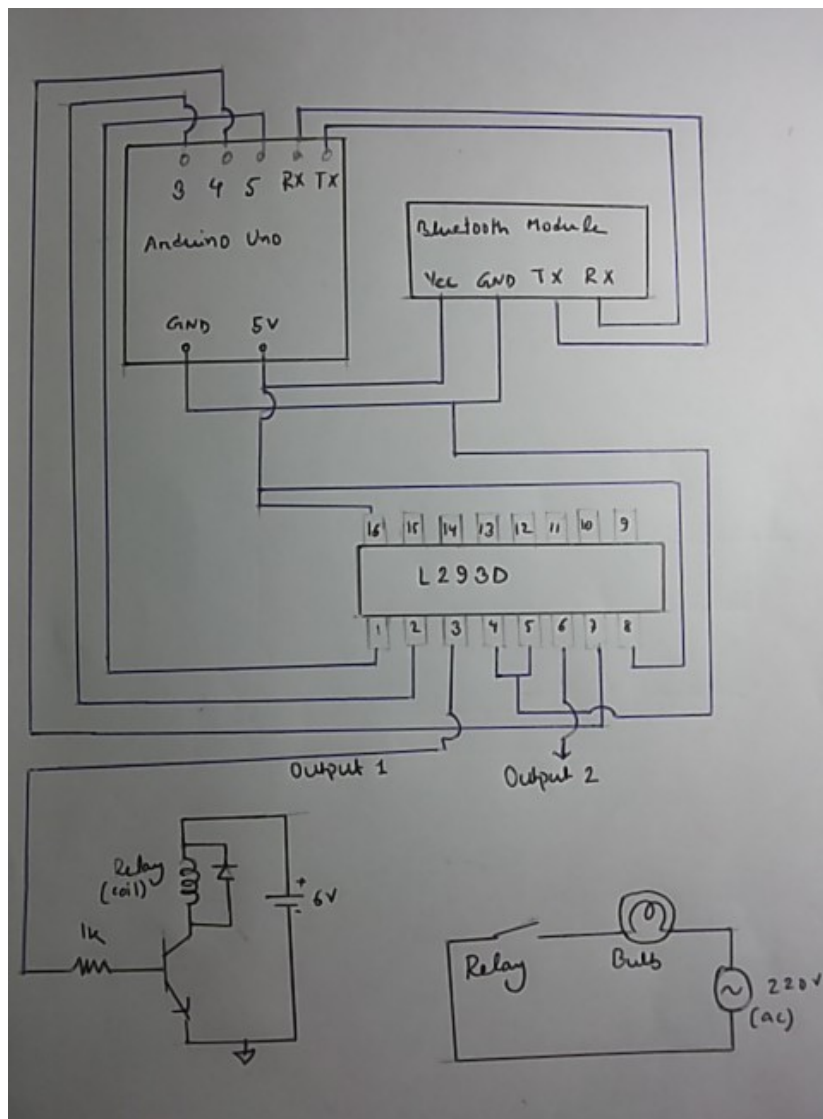 3 4 5 RX TX
Arduino Uno
GND 5V
Bluetooth Module
Vcc GND TX RX
16 15 14 13 12 11 10 9
L293D
1 2 3 4 5 6 7 8
Output 1
Output 2
Relay
(coil)
+
6V
-
1k
Relay
Bulb
220V
(ac)